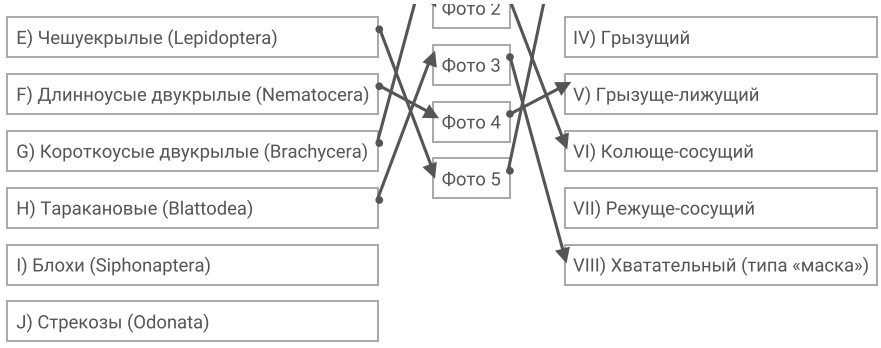 Фото 2
E) Чешуекрылые (Lepidoptera)
IV) Грызущий
Фото 3
F) Длинноусые двукрылые (Nematocera)
V) Грызуще-лижущий
Фото 4
G) Короткоусые двукрылые (Brachycera)
VI) Колюще-сосущий
Фото 5
H) Таракановые (Blattodea)
VII) Режуще-сосущий
I) Блохи (Siphonaptera)
VIII) Хватательный (типа «маска»)
J) Стрекозы (Odonata)